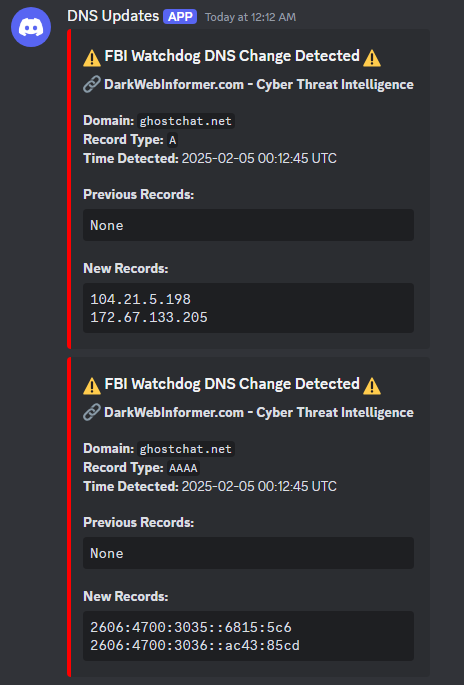 DNS Updates APP Today at 12:12 AM
⚠️ FBI Watchdog DNS Change Detected ⚠️
🔗 DarkWebInformer.com - Cyber Threat Intelligence
Domain: ghostchat.net
Record Type: A
Time Detected: 2025-02-05 00:12:45 UTC
Previous Records:
None
New Records:
104.21.5.198
172.67.133.205
⚠️ FBI Watchdog DNS Change Detected ⚠️
🔗 DarkWebInformer.com - Cyber Threat Intelligence
Domain: ghostchat.net
Record Type: AAAA
Time Detected: 2025-02-05 00:12:45 UTC
Previous Records:
None
New Records:
2606:4700:3035::6815:5c6
2606:4700:3036::ac43:85cd